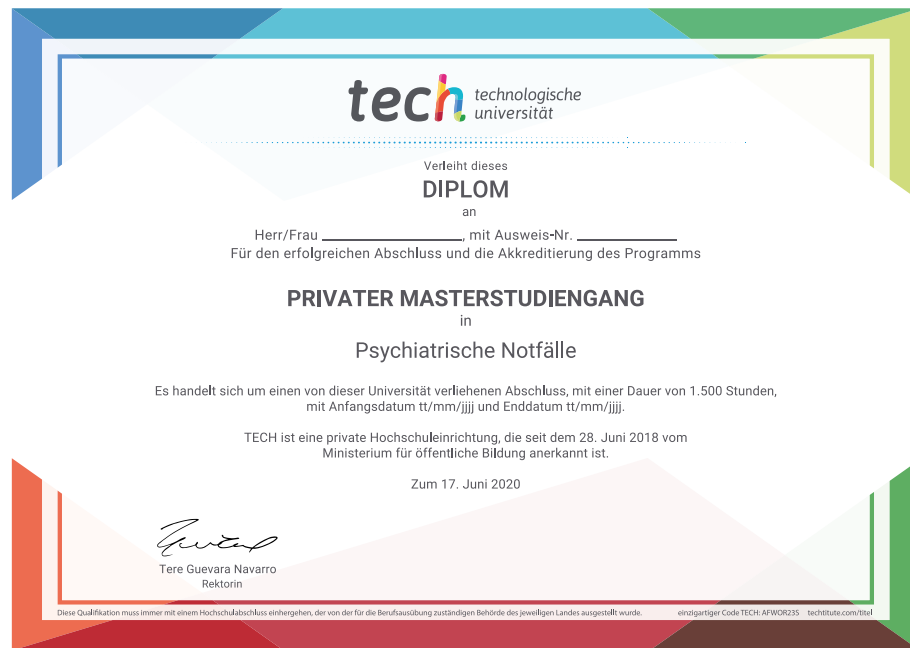 tech technologische
universität
Verleiht dieses
DIPLOM
an
Herr/Frau ____________________, mit Ausweis-Nr. ______________
Für den erfolgreichen Abschluss und die Akkreditierung des Programms
PRIVATER MASTERSTUDIENGANG
in
Psychiatrische Notfälle
Es handelt sich um einen von dieser Universität verliehenen Abschluss, mit einer Dauer von 1.500 Stunden,
mit Anfangsdatum tt/mm/jjjj und Enddatum tt/mm/jjjj.
TECH ist eine private Hochschuleinrichtung, die seit dem 28. Juni 2018 vom
Ministerium für öffentliche Bildung anerkannt ist.
Zum 17. Juni 2020
Tere Guevara Navarro
Rektorin
Diese Qualifikation muss immer mit einem Hochschulabschluss einhergehen, der von der für die Berufsausübung zuständigen Behörde des jeweiligen Landes ausgestellt wurde. einzigartiger Code TECH: AFWOR235 techtitute.com/titel